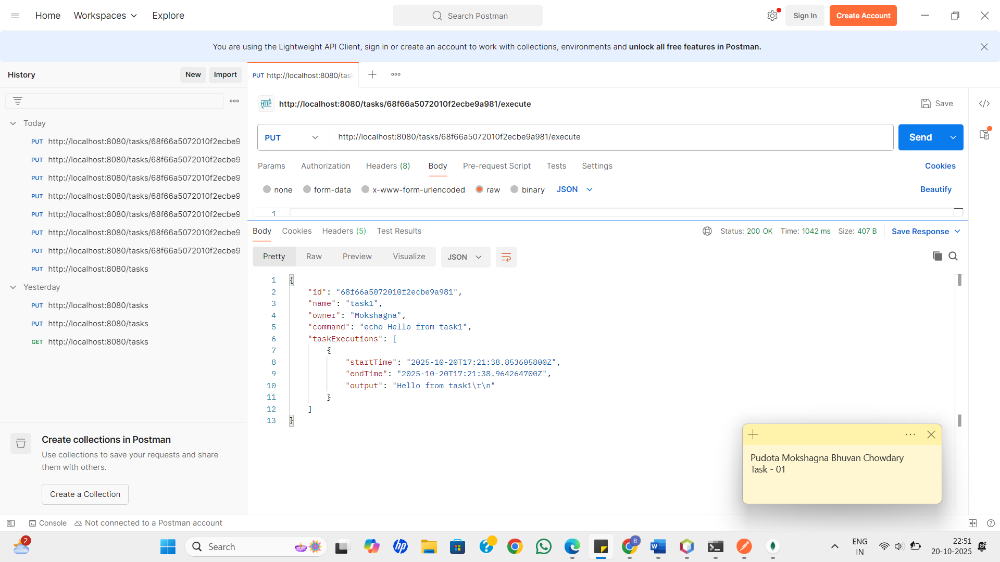 Home
Workspaces
Explore
Search Postman
Sign In
Create Account
You are using the Lightweight API Client, sign in or create an account to work with collections, environments and unlock all free features in Postman.
History
New
Import
PUT http://localhost:8080/tas
HTTP
http://localhost:8080/tasks/68f66a5072010f2ecbe9a981/execute
Save
Today
PUT http://localhost:8080/tasks/68f66a5072010f2ecbe9
PUT http://localhost:8080/tasks/68f66a5072010f2ecbe9
PUT http://localhost:8080/tasks/68f66a5072010f2ecbe9
PUT http://localhost:8080/tasks/68f66a5072010f2ecbe9
PUT http://localhost:8080/tasks/68f66a5072010f2ecbe9
PUT http://localhost:8080/tasks/68f66a5072010f2ecbe9
PUT http://localhost:8080/tasks/68f66a5072010f2ecbe9
PUT http://localhost:8080/tasks
Yesterday
PUT http://localhost:8080/tasks
PUT http://localhost:8080/tasks
GET http://localhost:8080/tasks
Create collections in Postman
Use collections to save your requests and share
them with others.
Create a Collection
PUT
http://localhost:8080/tasks/68f66a5072010f2ecbe9a981/execute
Send
Params
Authorization
Headers (8)
Body
Pre-request Script
Tests
Settings
Cookies
none
form-data
x-www-form-urlencoded
raw
binary
JSON
Beautify
1
Body
Cookies
Headers (5)
Test Results
Status: 200 OK
Time: 1042 ms
Size: 407 B
Save Response
Pretty
Raw
Preview
Visualize
JSON
1 {
2 "id": "68f66a5072010f2ecbe9a981",
3 "name": "task1",
4 "owner": "Mokshagna",
5 "command": "echo Hello from task1",
6 "taskExecutions": [
7 {
8 "startTime": "2025-10-20T17:21:38.853605800Z",
9 "endTime": "2025-10-20T17:21:38.964264700Z",
10 "output": "Hello from task1\r\n"
11 }
12 ]
13 }
Pudota Mokshagna Bhuvan Chowdary
Task - 01
Console
Not connected to a Postman account
2
Search
hp
B
W
ENG
IN
22:51
20-10-2025